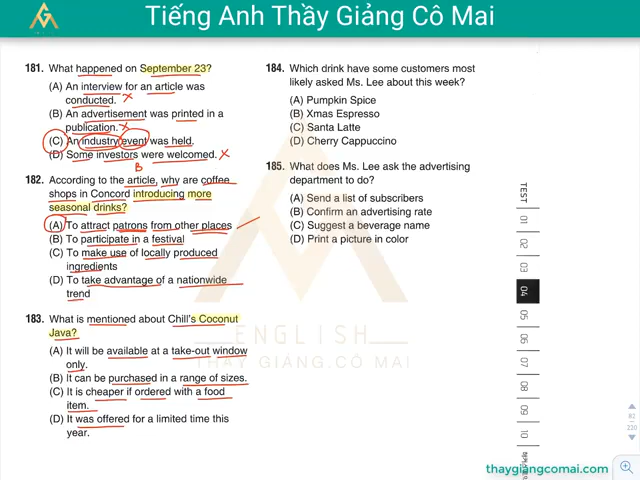 Tiếng Anh Thầy Giảng Cô Mai
181. What happened on September 23?
(A) An interview for an article was
conducted.
(B) An advertisement was printed in a
publication.
(C) An industry event was held.
(D) Some investors were welcomed.
B
182. According to the article, why are coffee
shops in Concord introducing more
seasonal drinks?
(A) To attract patrons from other places
(B) To participate in a festival
(C) To make use of locally produced
ingredients
(D) To take advantage of a nationwide
trend
183. What is mentioned about Chill's Coconut
Java?
(A) It will be available at a take-out window
only.
(B) It can be purchased in a range of sizes.
(C) It is cheaper if ordered with a food
item.
(D) It was offered for a limited time this
year.
184. Which drink have some customers most
likely asked Ms. Lee about this week?
(A) Pumpkin Spice
(B) Xmas Espresso
(C) Santa Latte
(D) Cherry Cappuccino
185. What does Ms. Lee ask the advertising
department to do?
(A) Send a list of subscribers
(B) Confirm an advertising rate
(C) Suggest a beverage name
(D) Print a picture in color
ENGLISH
THẦY GIẢNG.CÔ MAI
TEST
01
02
03
04
05
06
07
08
09
10
82
220
thaygiangcomai.com